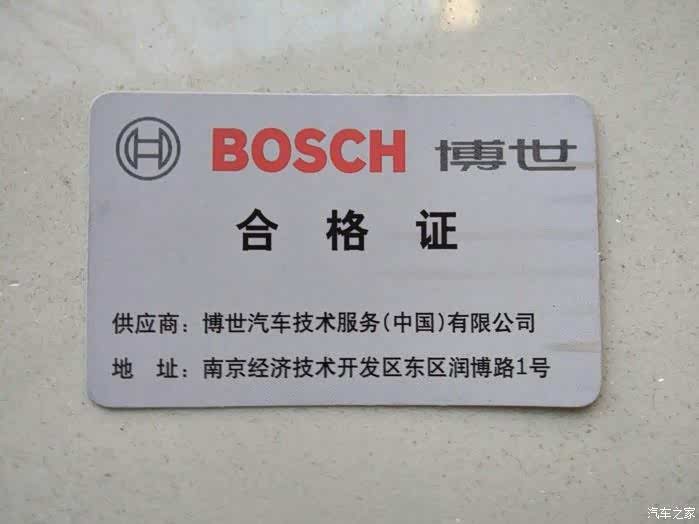 BOSCH 博世
合格证
供应商：博世汽车技术服务(中国)有限公司
地 址：南京经济技术开发区东区润博路1号
汽车之家